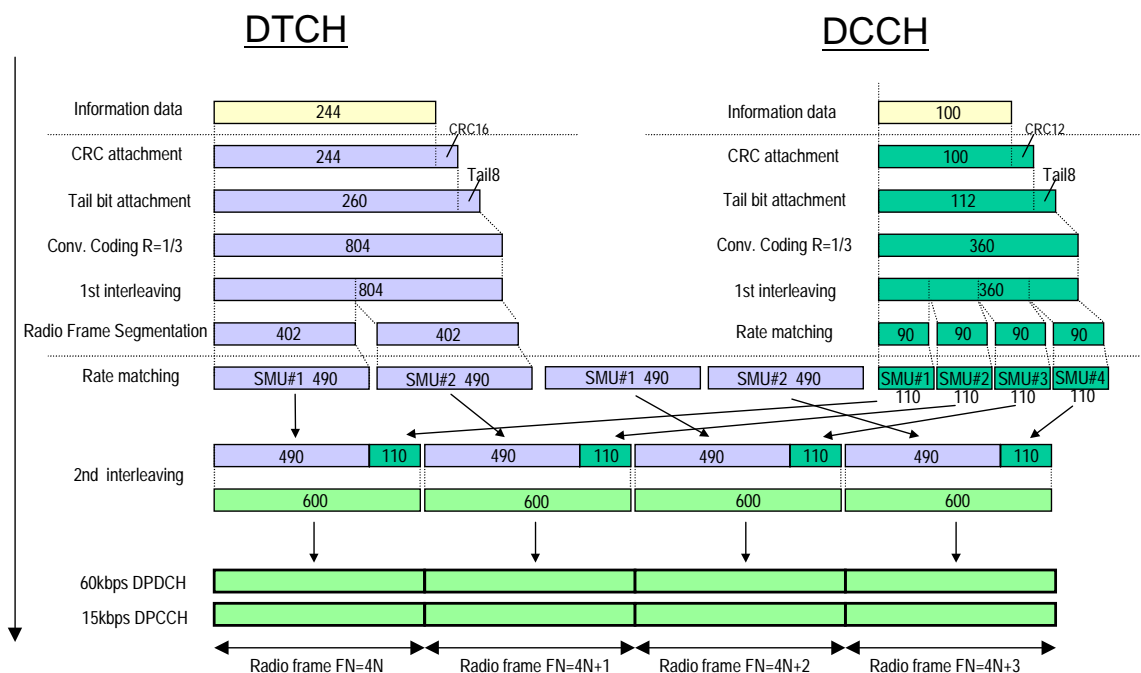 DTCH DCCH
Information data 244 Information data 100
CRC16 CRC12
CRC attachment 244 CRC attachment 100
Tail8 Tail8
Tail bit attachment 260 Tail bit attachment 112
Conv. Coding R=1/3 804 Conv. Coding R=1/3 360
1st interleaving 804 1st interleaving 360
Radio Frame Segmentation 402 402 Rate matching 90 90 90 90
Rate matching SMU#1 490 SMU#2 490 SMU#1 490 SMU#2 490 SMU#1 SMU#2 SMU#3 SMU#4
110 110 110 110
490 110 490 110 490 110 490 110
2nd interleaving
600 600 600 600
60kbps DPDCH
15kbps DPCCH
Radio frame FN=4N Radio frame FN=4N+1 Radio frame FN=4N+2 Radio frame FN=4N+3